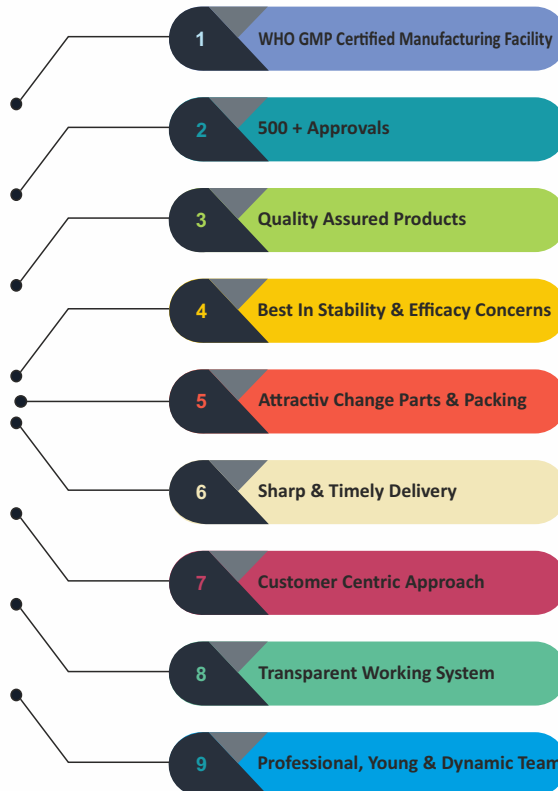 1 WHO GMP Certified Manufacturing Facility
2 500 + Approvals
3 Quality Assured Products
4 Best In Stability & Efficacy Concerns
5 Attractiv Change Parts & Packing
6 Sharp & Timely Delivery
7 Customer Centric Approach
8 Transparent Working System
9 Professional, Young & Dynamic Team